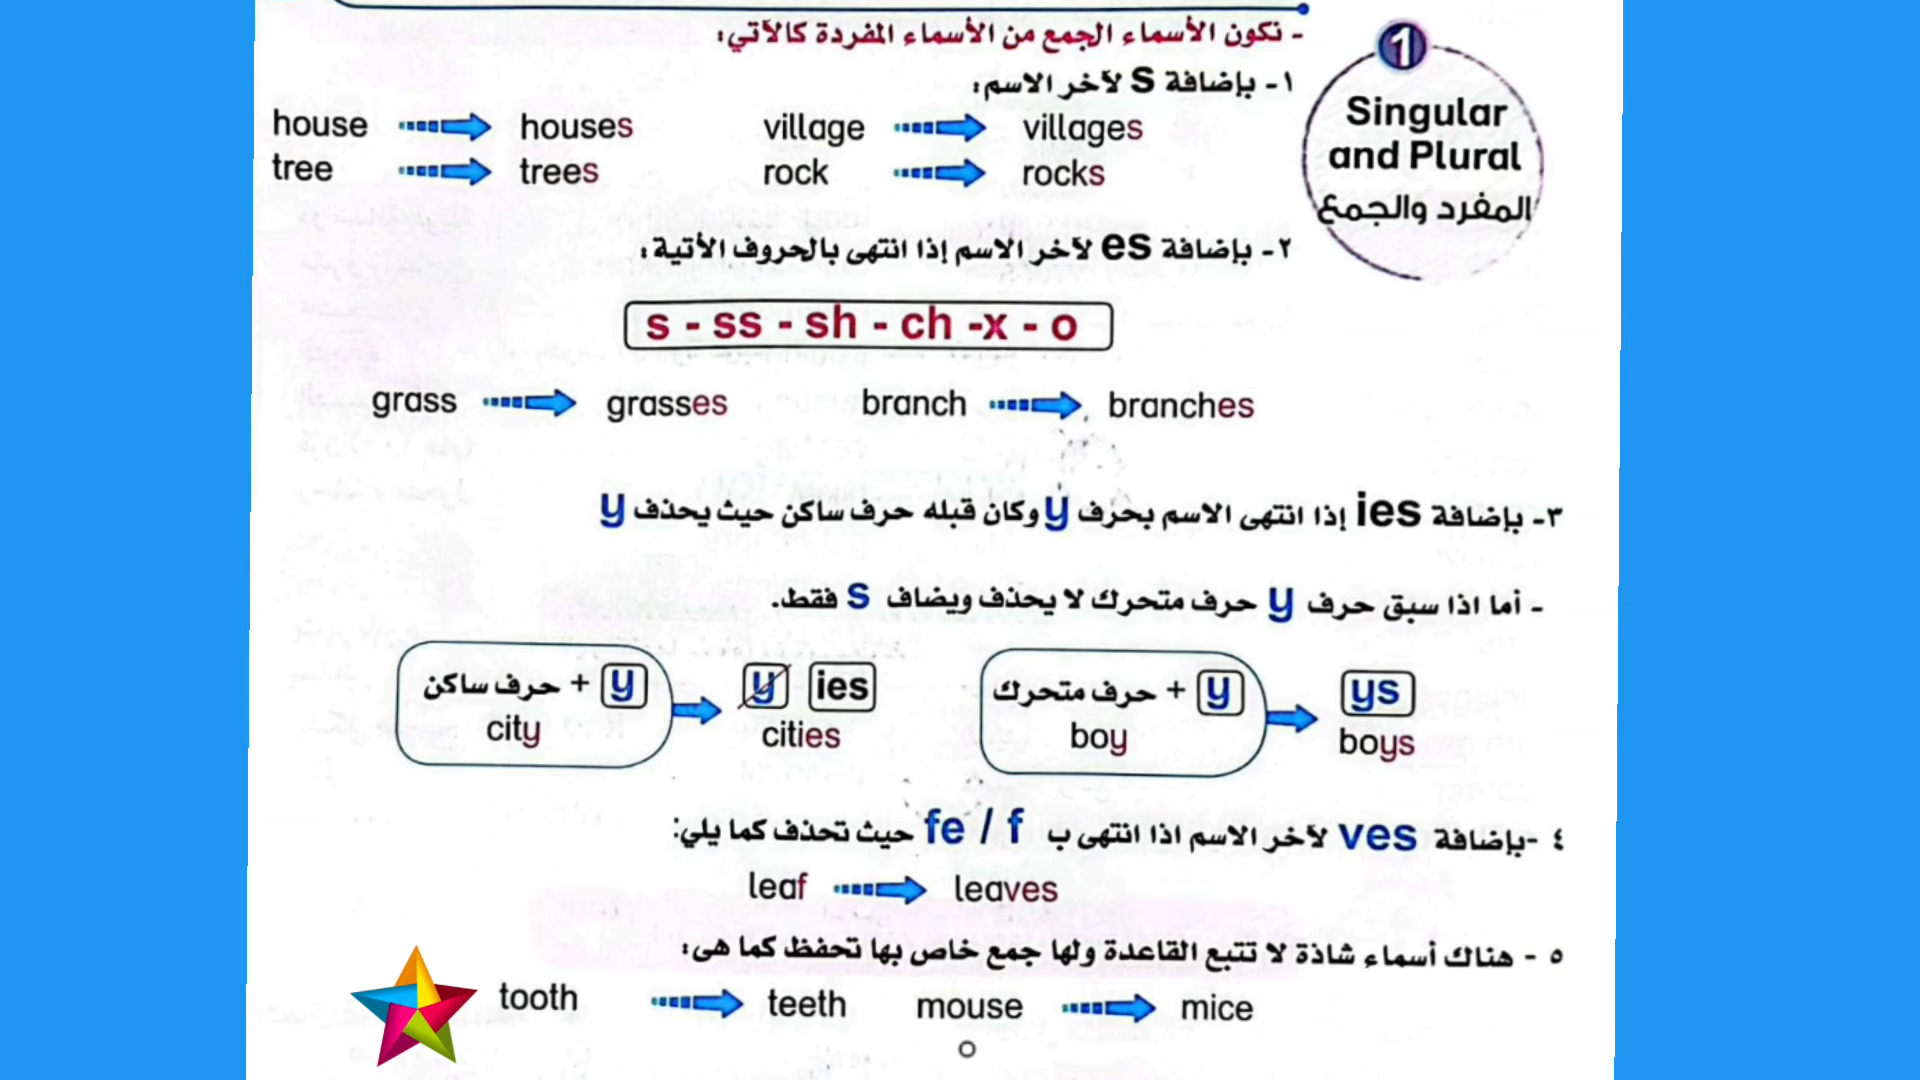 1
Singular
and Plural
المفرد والجمع
- نكون الأسماء الجمع من الأسماء المفردة كالآتي:
١- بإضافة s لآخر الاسم:
house houses village villages
tree trees rock rocks
٢- بإضافة es لآخر الاسم إذا انتهى بالحروف الأتية:
s - ss - sh - ch -x - o
grass grasses branch branches
٣- بإضافة ies إذا انتهى الاسم بحرف y وكان قبله حرف ساكن حيث يحذف y
- أما اذا سبق حرف y حرف متحرك لا يحذف ويضاف s فقط.
حرف ساكن + y y ies حرف متحرك + y ys
city cities boy boys
٤ -بإضافة ves لآخر الاسم اذا انتهى ب fe / f حيث تحذف كما يلي:
leaf leaves
٥ - هناك أسماء شاذة لا تتبع القاعدة ولها جمع خاص بها تحفظ كما هى:
tooth teeth mouse mice
٥